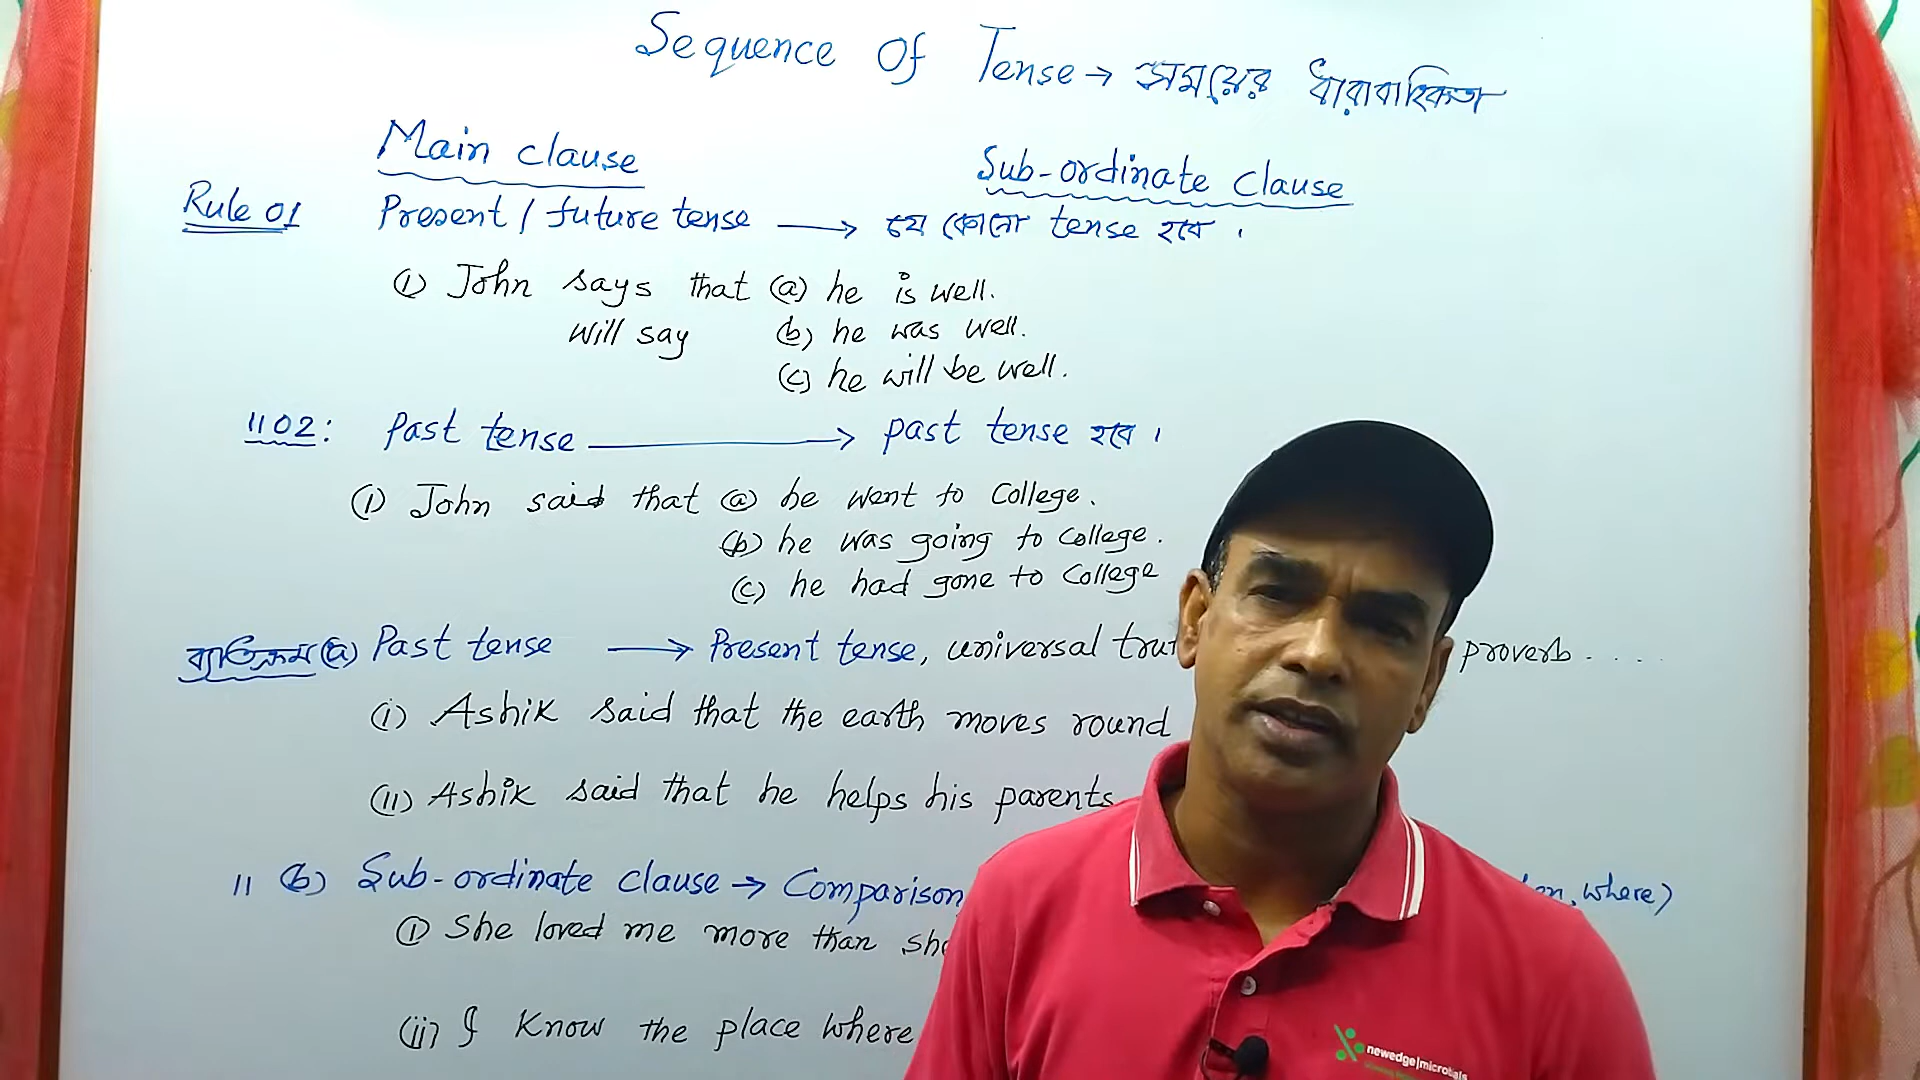 Sequence Of Tense → সময়ের ধারাবাহিকতা
Main clause
Sub-ordinate Clause
Rule 01 Present / future tense → যে কোনো tense হবে ।
(i) John says that (a) he is well.
will say (b) he was well.
(c) he will be well.
"02: Past tense → past tense হবে ।
(i) John said that (a) he went to College.
(b) he was going to College.
(c) he had gone to College
ব্যতিক্রম (a) Past tense → Present tense, universal proverb ....
(i) Ashik said that the earth moves round
(ii) Ashik said that he helps his parents
" (b) Sub-ordinate clause → Comparison, where)
(i) She loved me more than
(ii) I know the place where
newedge|microbials